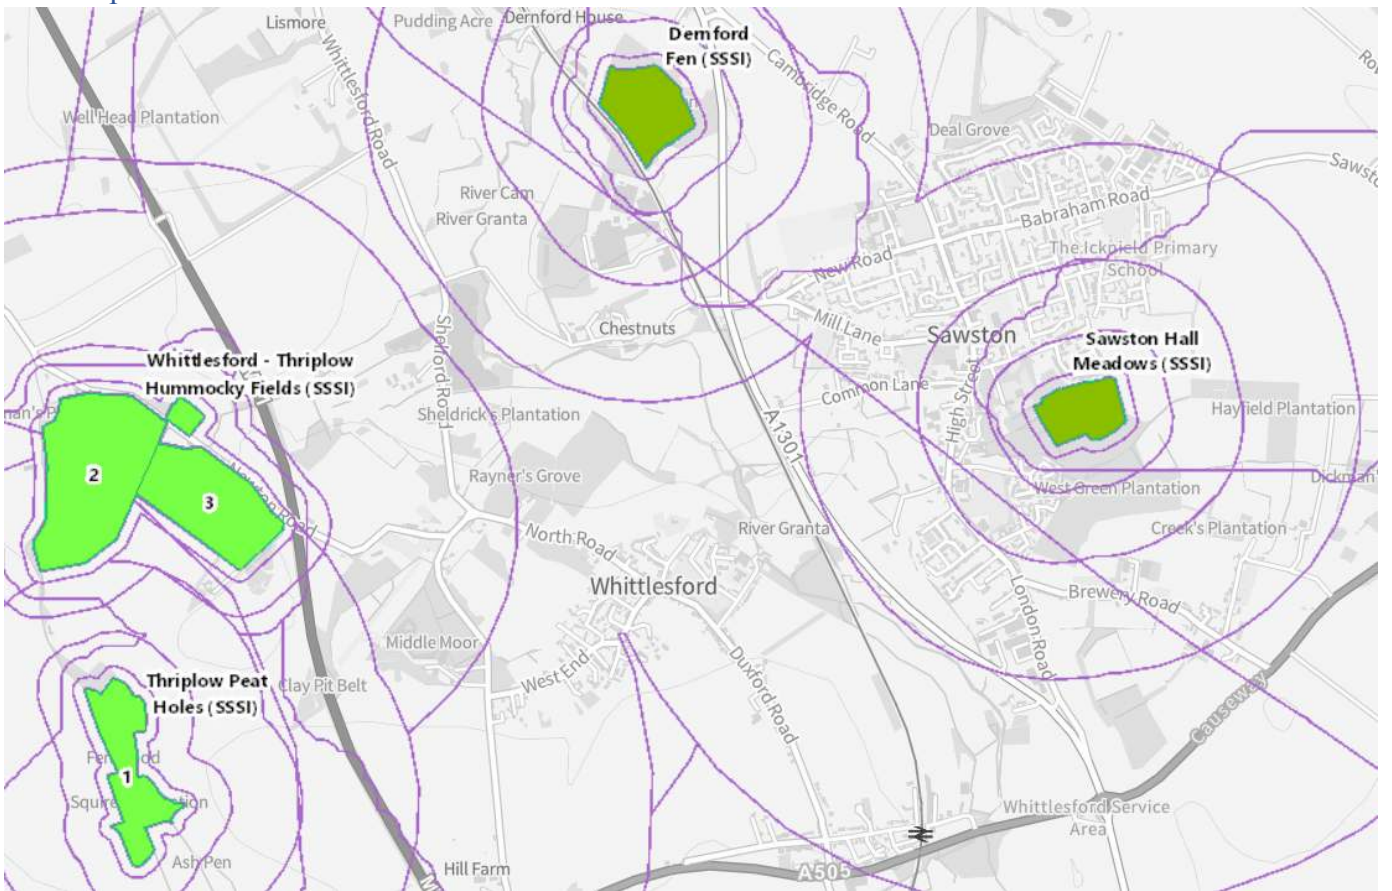 Lismore
Pudding Acre
Dernford House
Dernford
Fen (SSSI)
Whittlesford Road
Cambridge Road
Well Head Plantation
Deal Grove
River Cam
River Granta
Babraham Road
New Road
The Icknield Primary
School
Chestnuts
Mill Lane
Sawston
Shelford Road
Whittlesford - Thriplow
Hummocky Fields (SSSI)
Sawston Hall
Meadows (SSSI)
Common Lane
High Street
Sheldrick's Plantation
Hayfield Plantation
A1301
2
3
Rayner's Grove
West Green Plantation
Newton Road
North Road
River Granta
Creek's Plantation
Whittlesford
London Road
Brewery Road
Middle Moor
West End
Duxford Road
Thriplow Peat
Holes (SSSI)
Clay Pit Belt
Causeway
1
Whittlesford Service
Area
Ash Pen
Hill Farm
A505